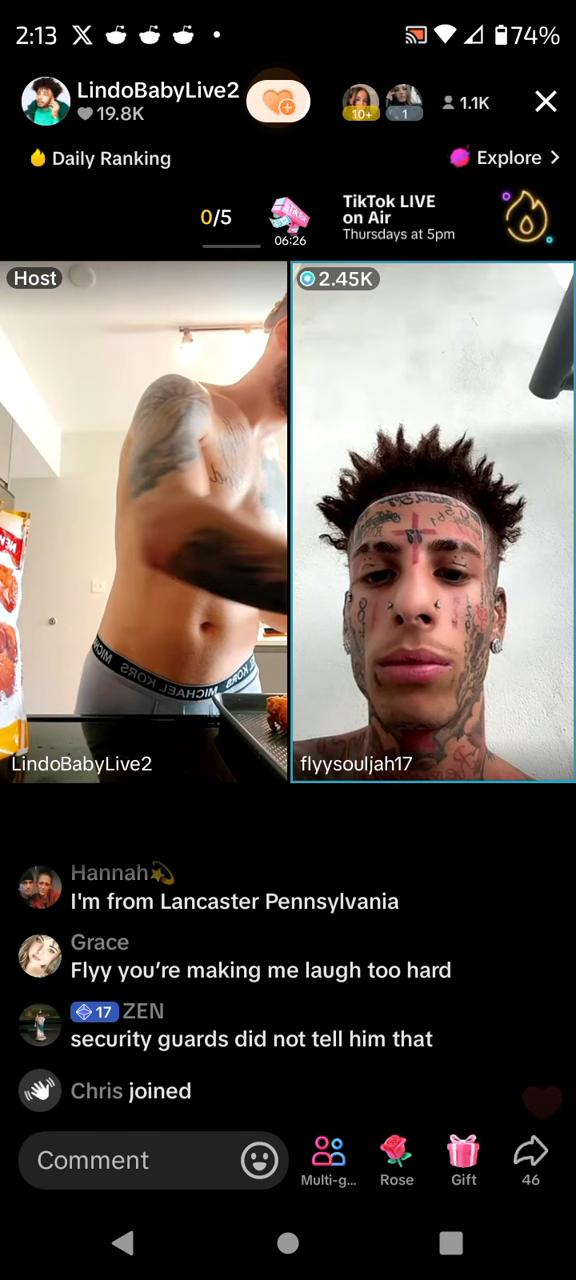 2:13
74%
LindoBabyLive2
19.8K
10+
1
1.1K
Daily Ranking
Explore
0/5
06:26
TikTok LIVE
on Air
Thursdays at 5pm
Host
2.45K
NEW
MICHAEL KORS MICHAEL KORS
LindoBabyLive2
flyysouljah17
Hannah💫
I'm from Lancaster Pennsylvania
Grace
Flyy you’re making me laugh too hard
17 ZEN
security guards did not tell him that
Chris joined
Comment
Multi-g...
Rose
Gift
46